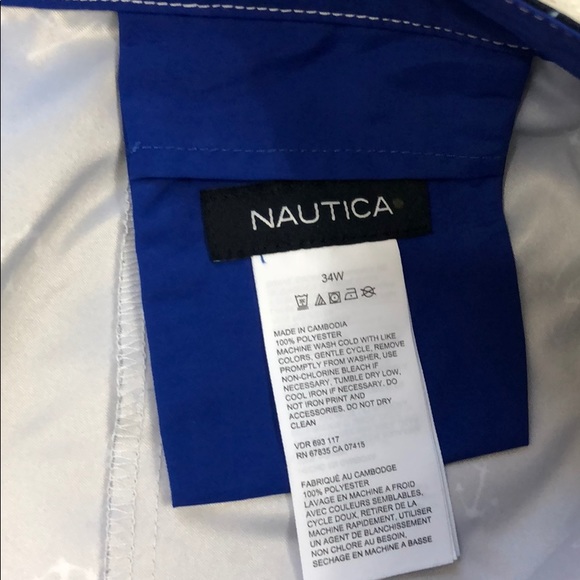 NAUTICA
34W
MADE IN CAMBODIA
100% POLYESTER
MACHINE WASH COLD WITH LIKE
COLORS, GENTLE CYCLE, REMOVE
PROMPTLY FROM WASHER, USE
NON-CHLORINE BLEACH IF
NECESSARY, TUMBLE DRY LOW,
COOL IRON IF NECESSARY. DO
NOT IRON PRINT AND
ACCESSORIES. DO NOT DRY
CLEAN
VDR 693 117
RN 67835 CA 07415
FABRIQUÉ AU CAMBODGE
100% POLYESTER
LAVAGE EN MACHINE A FROID
AVEC COULEURS SEMBLABLES,
CYCLE DOUX, RETIRER DE LA
MACHINE RAPIDEMENT, UTILISER
UN AGENT DE BLANCHISSEMENT
NON CHLORE AU BESOIN,
SECHAGE EN MACHINE A BASSE